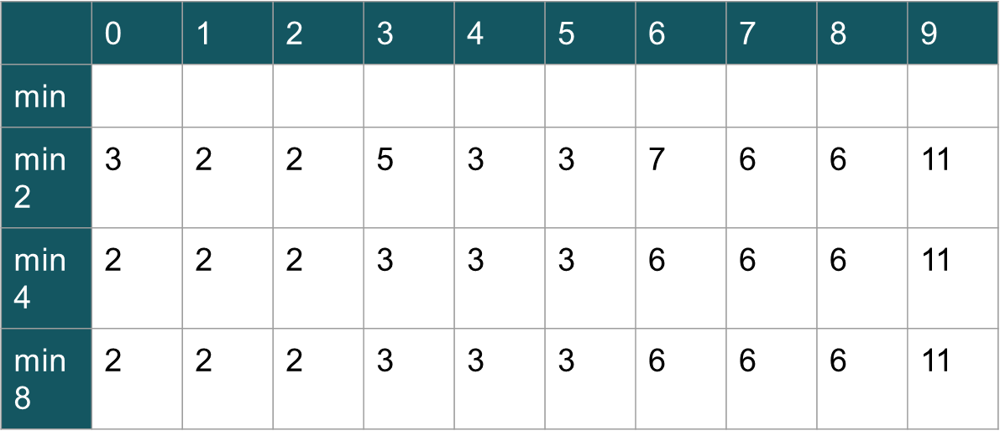 0 1 2 3 4 5 6 7 8 9
min
min 3 2 2 5 3 3 7 6 6 11
2
min 2 2 2 3 3 3 6 6 6 11
4
min 2 2 2 3 3 3 6 6 6 11
8